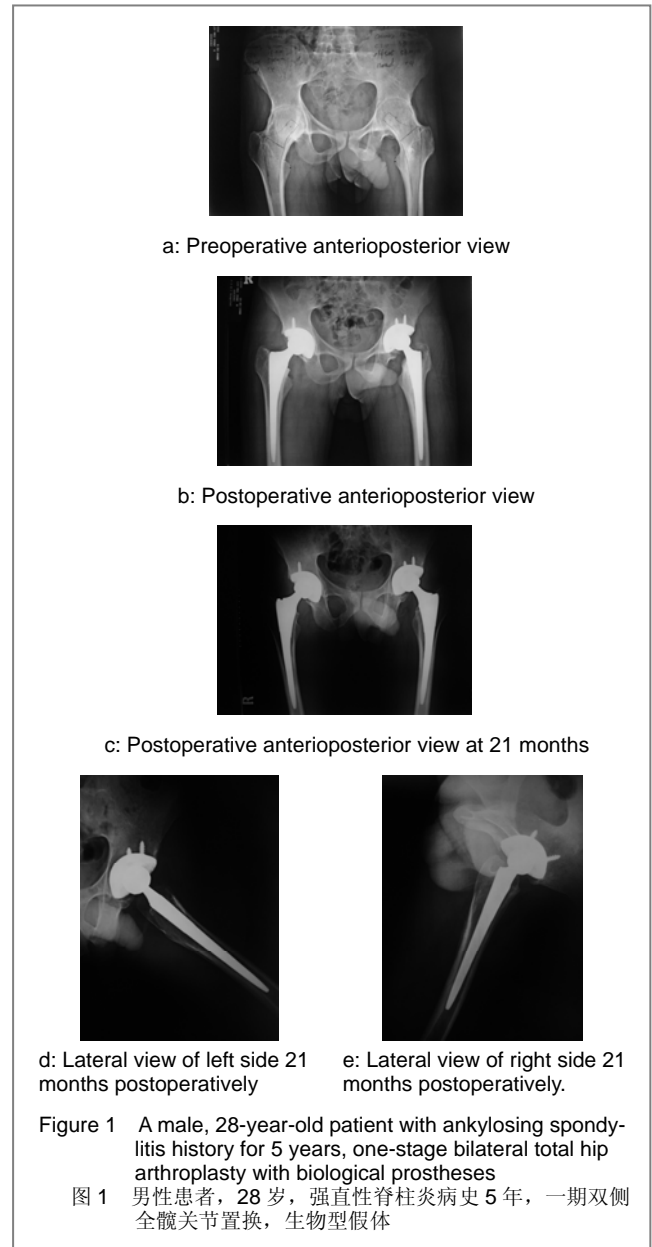 a: Preoperative anterioposterior view
R
b: Postoperative anterioposterior view
c: Postoperative anterioposterior view at 21 months
d: Lateral view of left side 21
months postoperatively
e: Lateral view of right side 21
months postoperatively.
Figure 1 A male, 28-year-old patient with ankylosing spondy-
litis history for 5 years, one-stage bilateral total hip
arthroplasty with biological prostheses
图 1 男性患者，28 岁，强直性脊柱炎病史 5 年，一期双侧
全髋关节置换，生物型假体